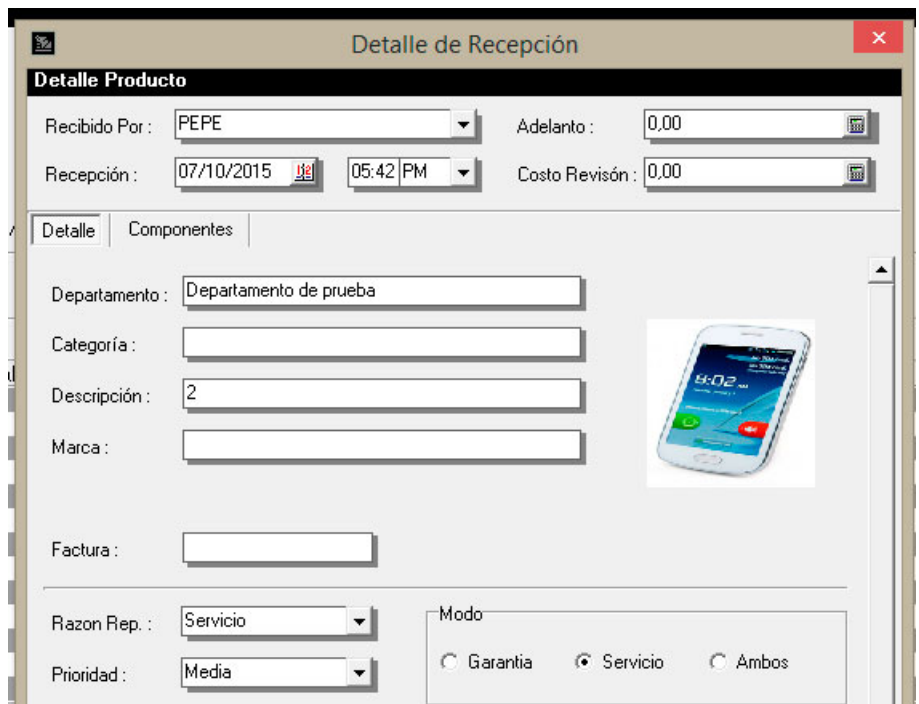 Detalle de Recepción
Detalle Producto
Recibido Por : PEPE Adelanto : 0,00
Recepción : 07/10/2015 05:42 PM Costo Revisón : 0,00
Detalle Componentes
Departamento : Departamento de prueba
Categoría :
8:02
Descripción : 2
Marca :
Factura :
Razon Rep. : Servicio Modo
Prioridad : Media Garantia Servicio Ambos